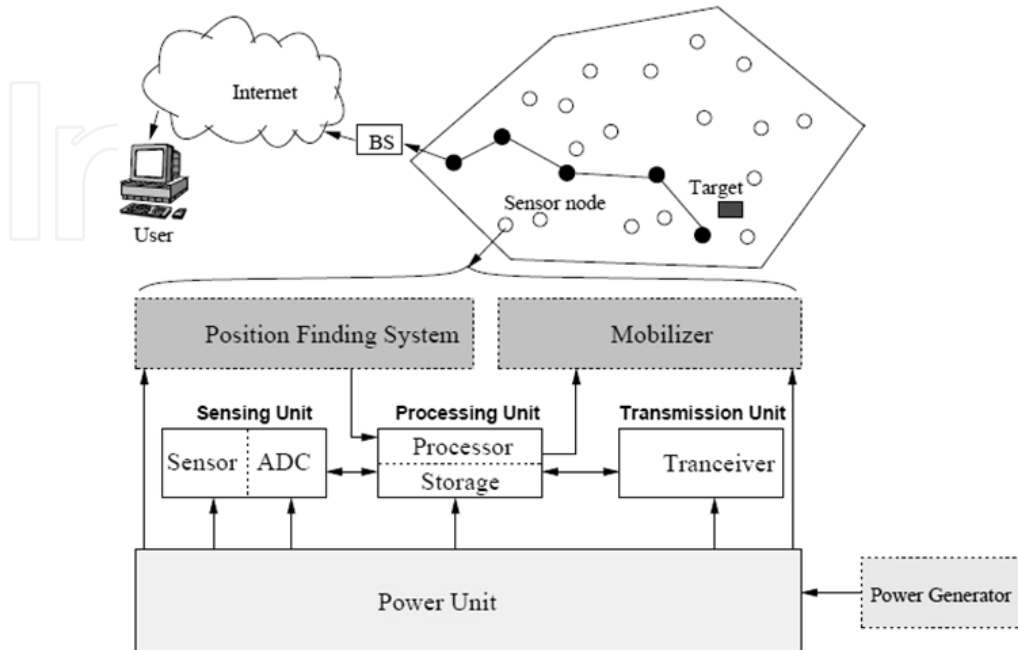 Internet
BS
User
Sensor node
Target
Position Finding System
Mobilizer
Sensing Unit
Processing Unit
Transmission Unit
Sensor
ADC
Processor
Storage
Tranceiver
Power Unit
Power Generator